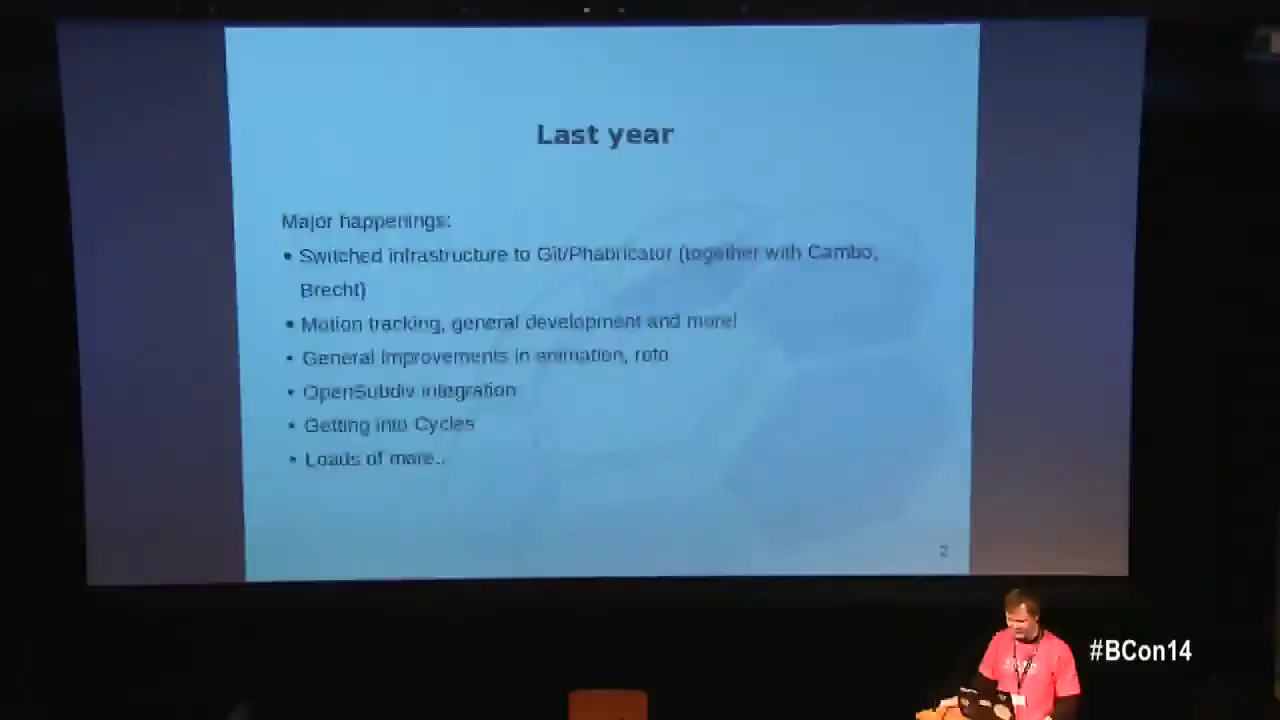 Last year
Major happenings:
• Switched infrastructure to Git/Phabricator (together with Cambo,
Brecht)
• Motion tracking, general development and more!
• General improvements in animation, roto
• OpenSubdiv integration
• Getting into Cycles
• Loads of more..
2
#BCon14